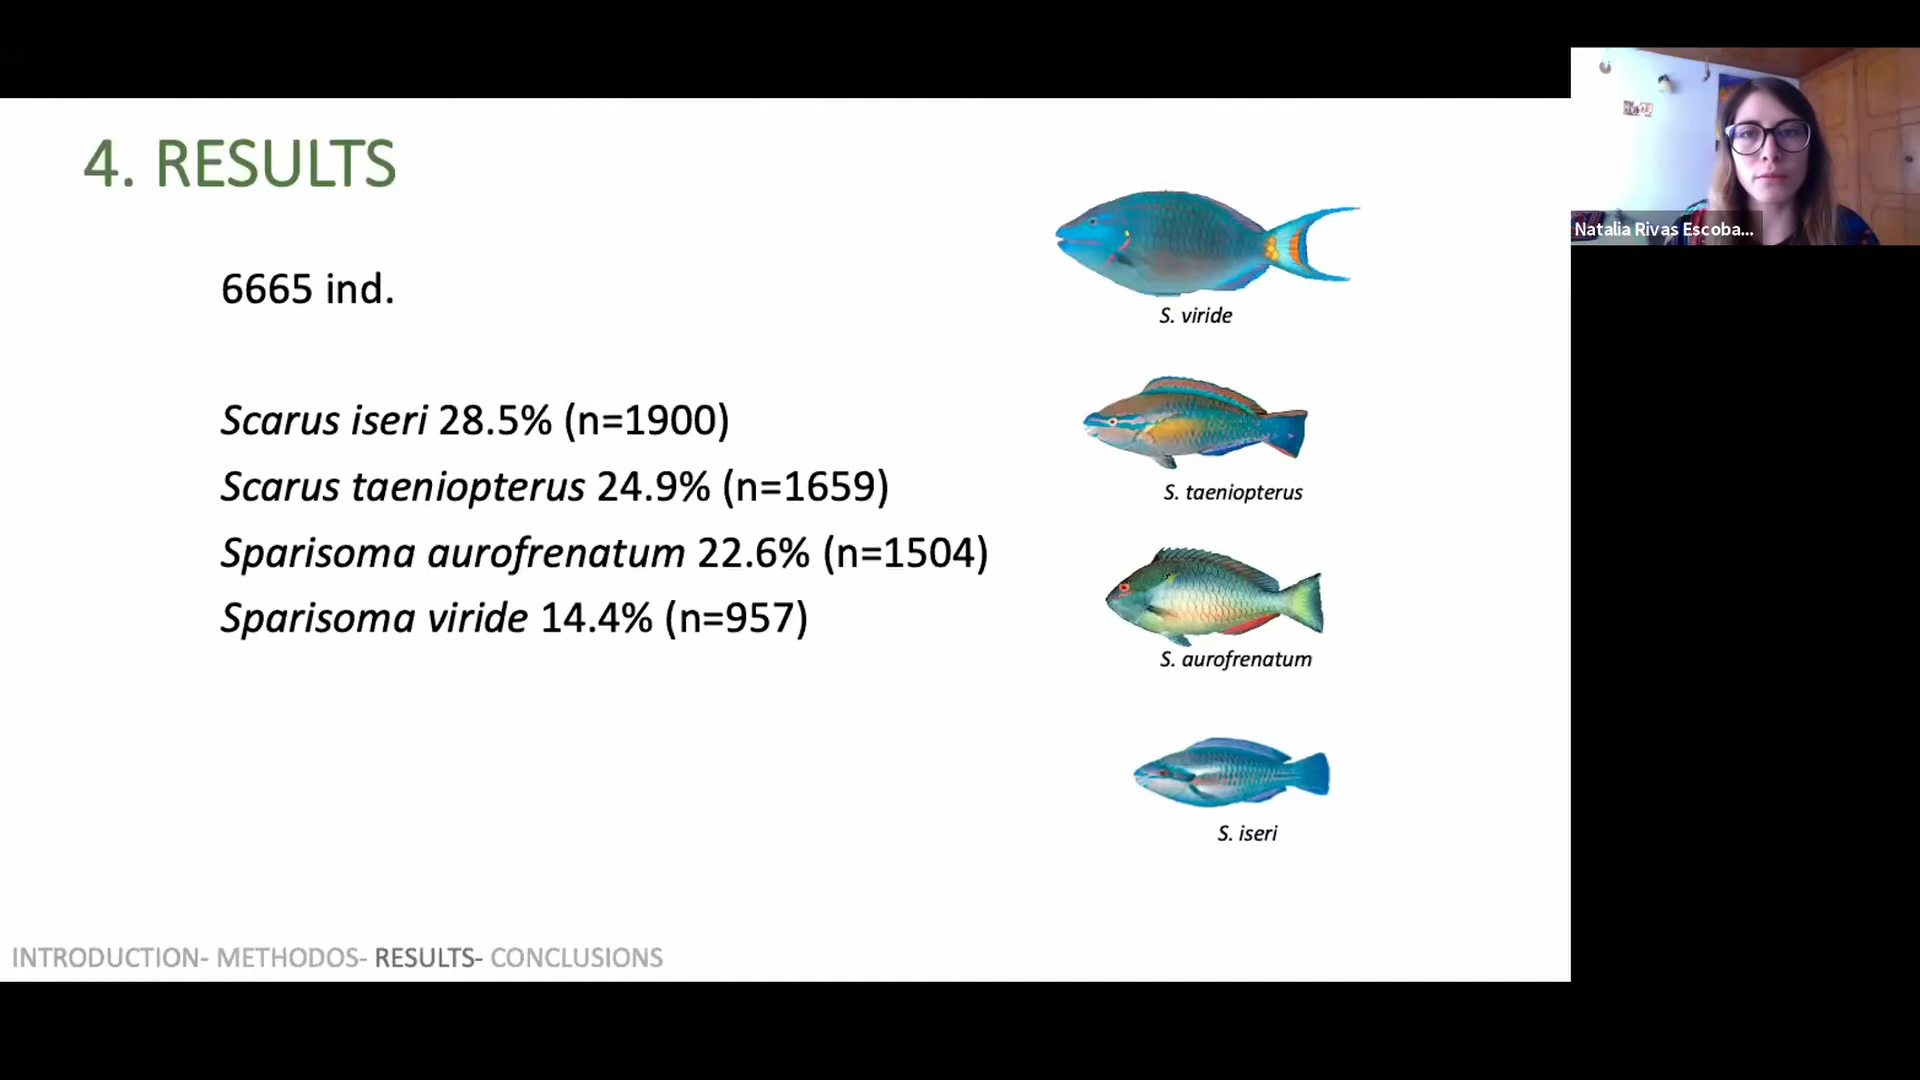 4. RESULTS
6665 ind.
Scarus iseri 28.5% (n=1900)
Scarus taeniopterus 24.9% (n=1659)
Sparisoma aurofrenatum 22.6% (n=1504)
Sparisoma viride 14.4% (n=957)
S. viride
S. taeniopterus
S. aurofrenatum
S. iseri
INTRODUCTION- METHODOS- RESULTS- CONCLUSIONS
Natalia Rivas Escoba...